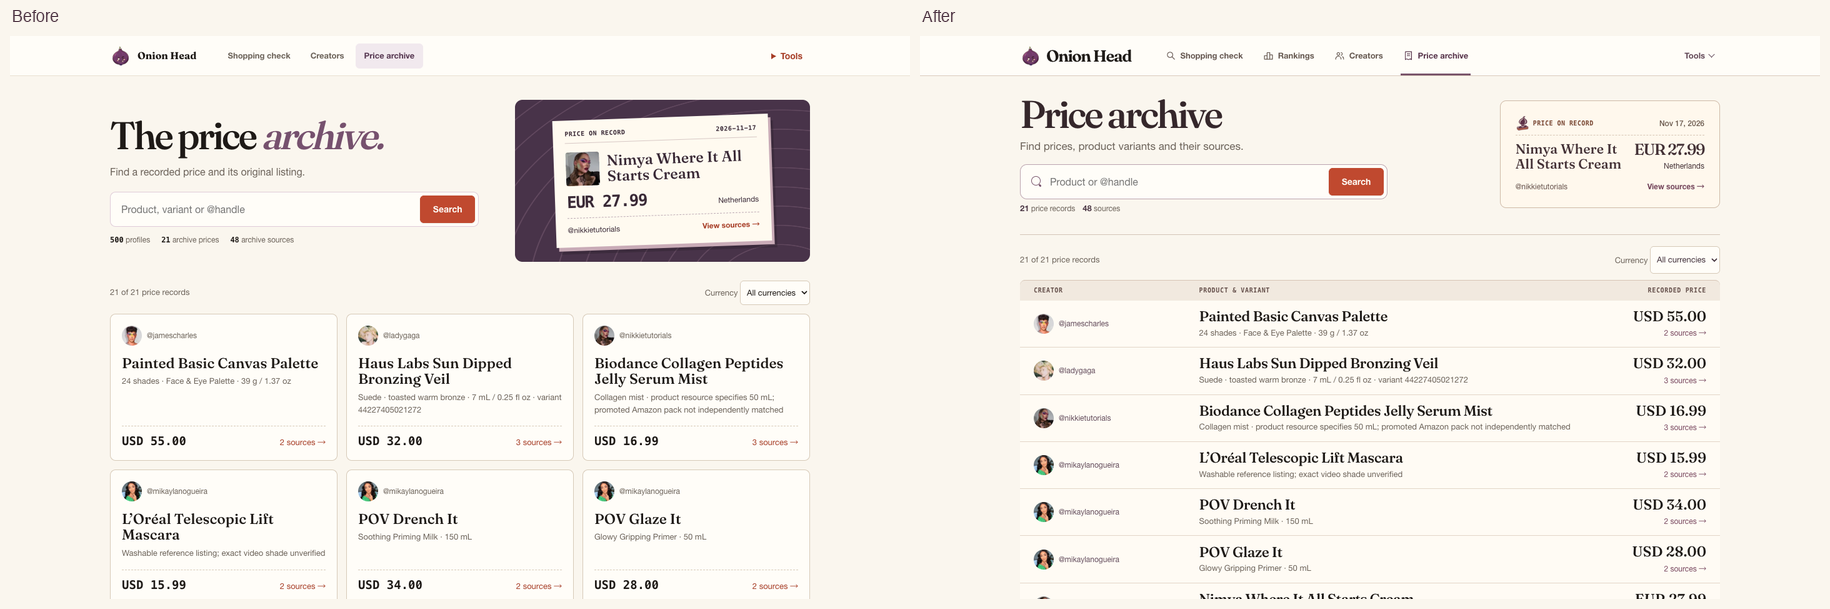 Before
Onion Head
Shopping check
Creators
Price archive
Tools
The price archive.
Find a recorded price and its original listing.
Product, variant or @handle
Search
500 profiles 21 archive prices 48 archive sources
PRICE ON RECORD
2026-11-17
Nimya Where It All
Starts Cream
EUR 27.99
Netherlands
@nikkietutorials
View sources →
21 of 21 price records
Currency All currencies
@jamescharles
Painted Basic Canvas Palette
24 shades · Face & Eye Palette · 39 g / 1.37 oz
USD 55.00
2 sources →
@ladygaga
Haus Labs Sun Dipped
Bronzing Veil
Suede · toasted warm bronze · 7 mL / 0.25 fl oz · variant
44227405021272
USD 32.00
3 sources →
@nikkietutorials
Biodance Collagen Peptides
Jelly Serum Mist
Collagen mist · product resource specifies 50 mL;
promoted Amazon pack not independently matched
USD 16.99
3 sources →
@mikaylanogueira
L’Oréal Telescopic Lift
Mascara
Washable reference listing; exact video shade unverified
USD 15.99
2 sources →
@mikaylanogueira
POV Drench It
Soothing Priming Milk · 150 mL
USD 34.00
2 sources →
@mikaylanogueira
POV Glaze It
Glowy Gripping Primer · 50 mL
USD 28.00
2 sources →
After
Onion Head
Shopping check
Rankings
Creators
Price archive
Tools
Price archive
Find prices, product variants and their sources.
Product or @handle
Search
21 price records 48 sources
PRICE ON RECORD
Nov 17, 2026
Nimya Where It
All Starts Cream
EUR 27.99
Netherlands
@nikkietutorials
View sources →
21 of 21 price records
Currency All currencies
CREATOR
PRODUCT & VARIANT
RECORDED PRICE
@jamescharles
Painted Basic Canvas Palette
24 shades · Face & Eye Palette · 39 g / 1.37 oz
USD 55.00
2 sources →
@ladygaga
Haus Labs Sun Dipped Bronzing Veil
Suede · toasted warm bronze · 7 mL / 0.25 fl oz · variant 44227405021272
USD 32.00
3 sources →
@nikkietutorials
Biodance Collagen Peptides Jelly Serum Mist
Collagen mist · product resource specifies 50 mL; promoted Amazon pack not independently matched
USD 16.99
3 sources →
@mikaylanogueira
L’Oréal Telescopic Lift Mascara
Washable reference listing; exact video shade unverified
USD 15.99
2 sources →
@mikaylanogueira
POV Drench It
Soothing Priming Milk · 150 mL
USD 34.00
2 sources →
@mikaylanogueira
POV Glaze It
Glowy Gripping Primer · 50 mL
USD 28.00
2 sources →
Nimya Where It All Starts Cream
EUR 27.99